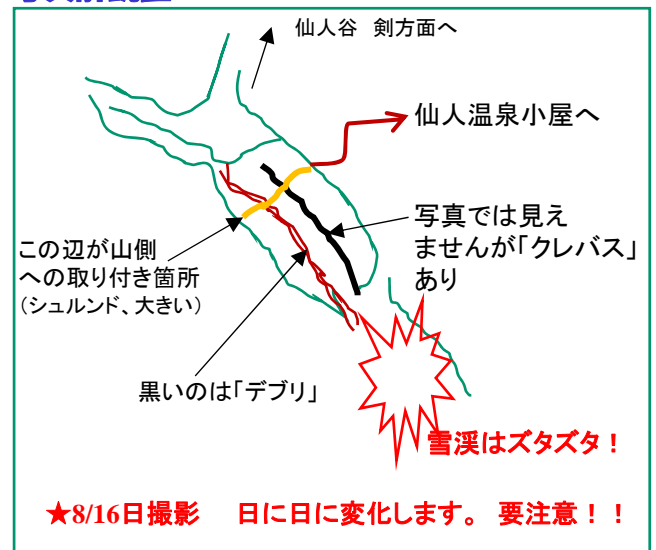 仙人谷 剣方面へ
仙人温泉小屋へ
写真では見え
ませんが「クレバス」
あり
この辺が山側
への取り付き箇所
(シュルンド、大きい)
黒いのは「デブリ」
雪渓はズタズタ！
★8/16日撮影 日に日に変化します。 要注意！！